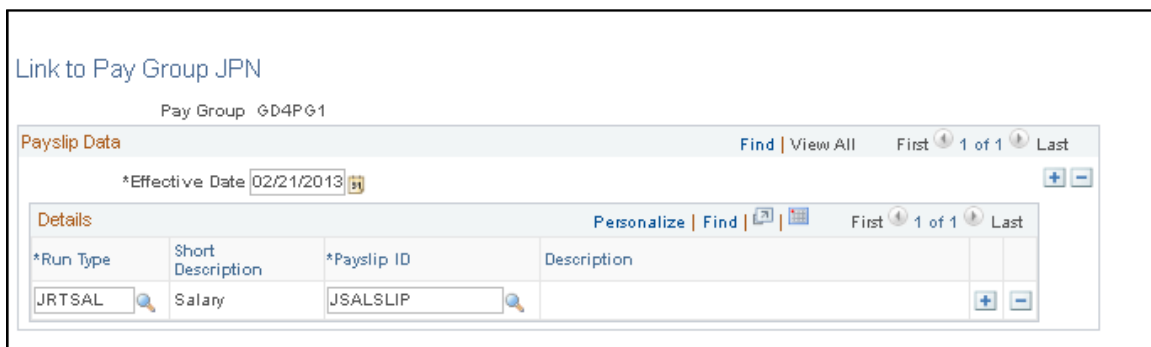 Link to Pay Group JPN
Pay Group GD4PG1
Payslip Data Find | View All First 1 of 1 Last
*Effective Date 02/21/2013
Details Personalize | Find | | First 1 of 1 Last
*Run Type Short Description *Payslip ID Description
JRTSAL Salary JSALSLIP